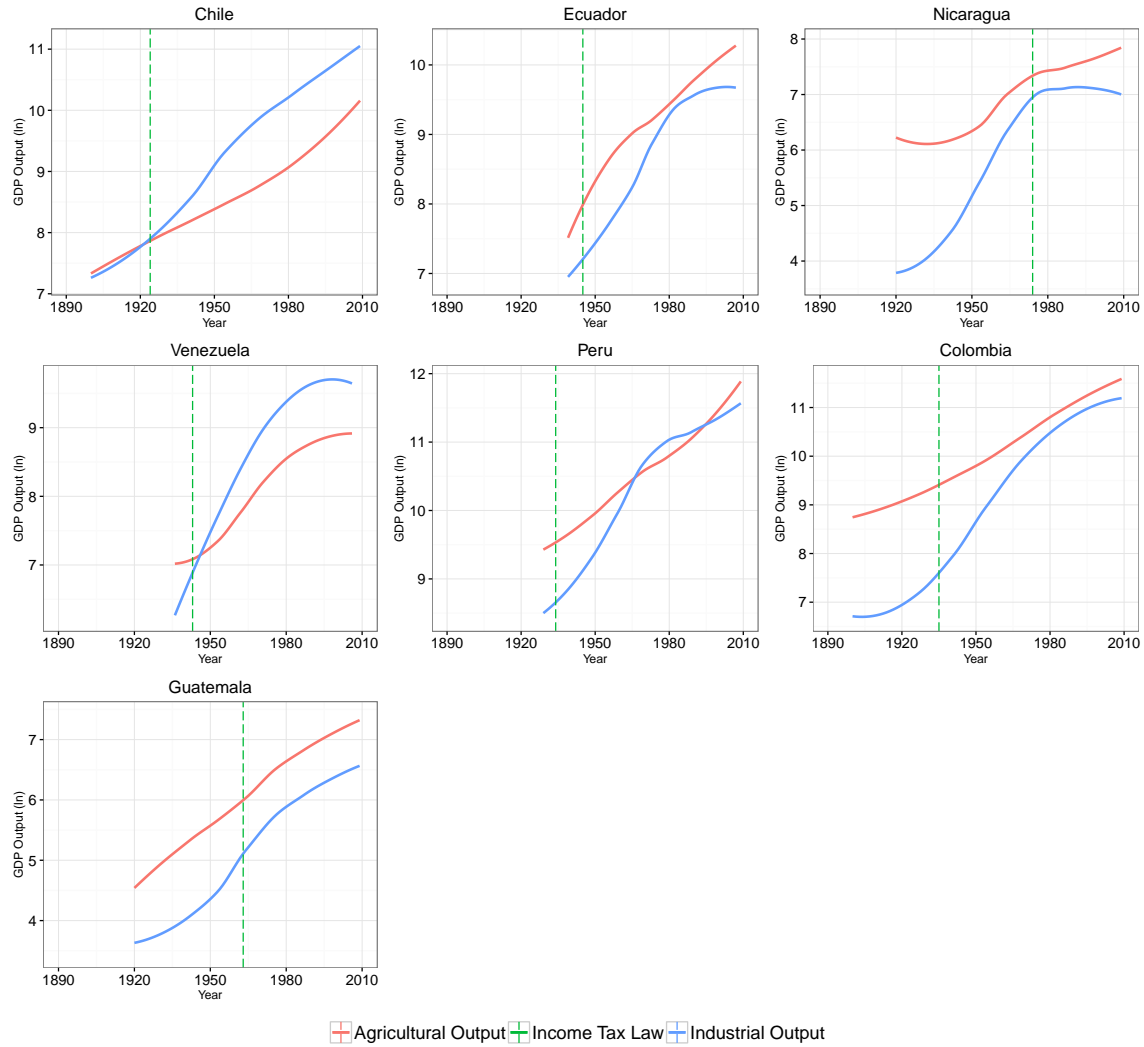 Chile
Ecuador
Nicaragua
GDP Output (ln)
11
10
9
8
7
1890 1920 1950 1980 2010
Year
GDP Output (ln)
10
9
8
7
1890 1920 1950 1980 2010
Year
GDP Output (ln)
8
7
6
5
4
1890 1920 1950 1980 2010
Year
Venezuela
Peru
Colombia
GDP Output (ln)
9
8
7
1890 1920 1950 1980 2010
Year
GDP Output (ln)
12
11
10
9
1890 1920 1950 1980 2010
Year
GDP Output (ln)
11
10
9
8
7
1890 1920 1950 1980 2010
Year
Guatemala
GDP Output (ln)
7
6
5
4
1890 1920 1950 1980 2010
Year
Agricultural Output Income Tax Law Industrial Output